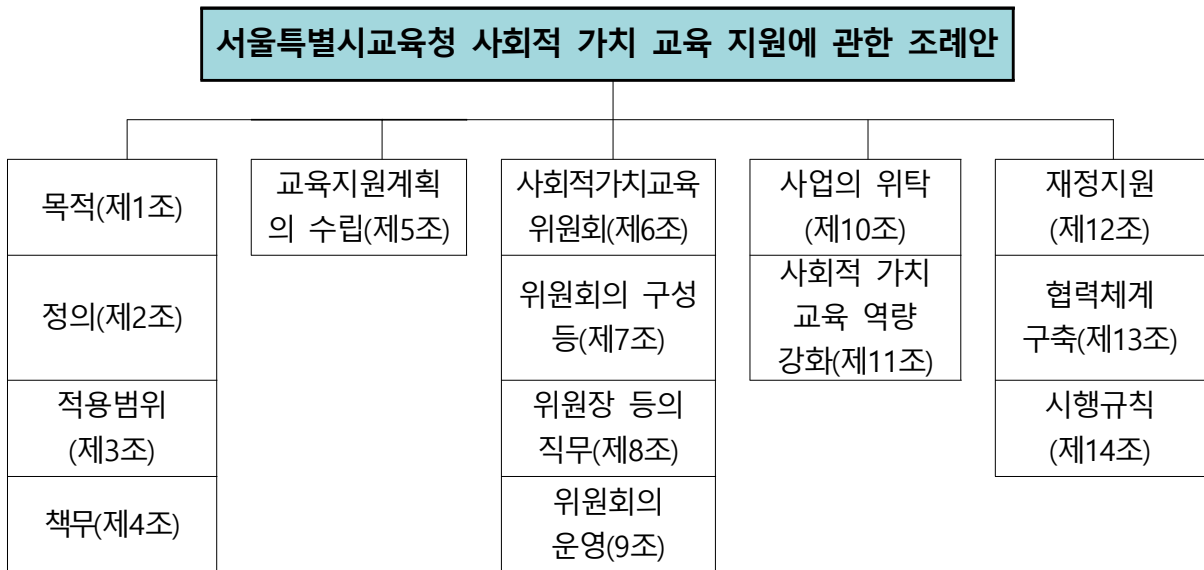 서울특별시교육청 사회적 가치 교육 지원에 관한 조례안
목적(제1조)
정의(제2조)
적용범위
(제3조)
책무(제4조)
교육지원계획
의 수립(제5조)
사회적가치교육
위원회(제6조)
위원회의 구성
등(제7조)
위원장 등의
직무(제8조)
위원회의
운영(9조)
사업의 위탁
(제10조)
사회적 가치
교육 역량
강화(제11조)
재정지원
(제12조)
협력체계
구축(제13조)
시행규칙
(제14조)